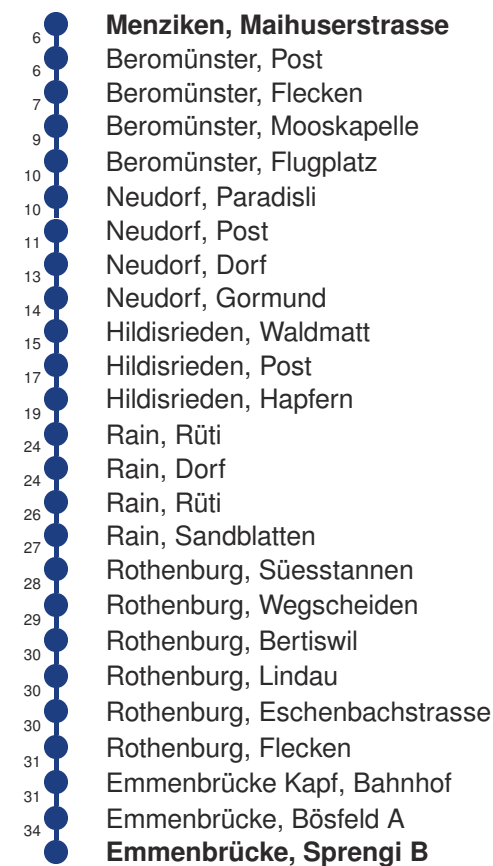 Menziken, Maihuserstrasse
6
Beromünster, Post
6
Beromünster, Flecken
7
Beromünster, Mooskapelle
9
Beromünster, Flugplatz
10
Neudorf, Paradisli
10
Neudorf, Post
11
Neudorf, Dorf
13
Neudorf, Gormund
14
Hildisrieden, Waldmatt
15
Hildisrieden, Post
17
Hildisrieden, Hapfern
19
Rain, Rüti
24
Rain, Dorf
24
Rain, Rüti
26
Rain, Sandblatten
27
Rothenburg, Süesstannen
28
Rothenburg, Wegscheiden
29
Rothenburg, Bertiswil
30
Rothenburg, Lindau
30
Rothenburg, Eschenbachstrasse
30
Rothenburg, Flecken
31
Emmenbrücke Kapf, Bahnhof
31
Emmenbrücke, Bösfeld A
34
Emmenbrücke, Sprengi B